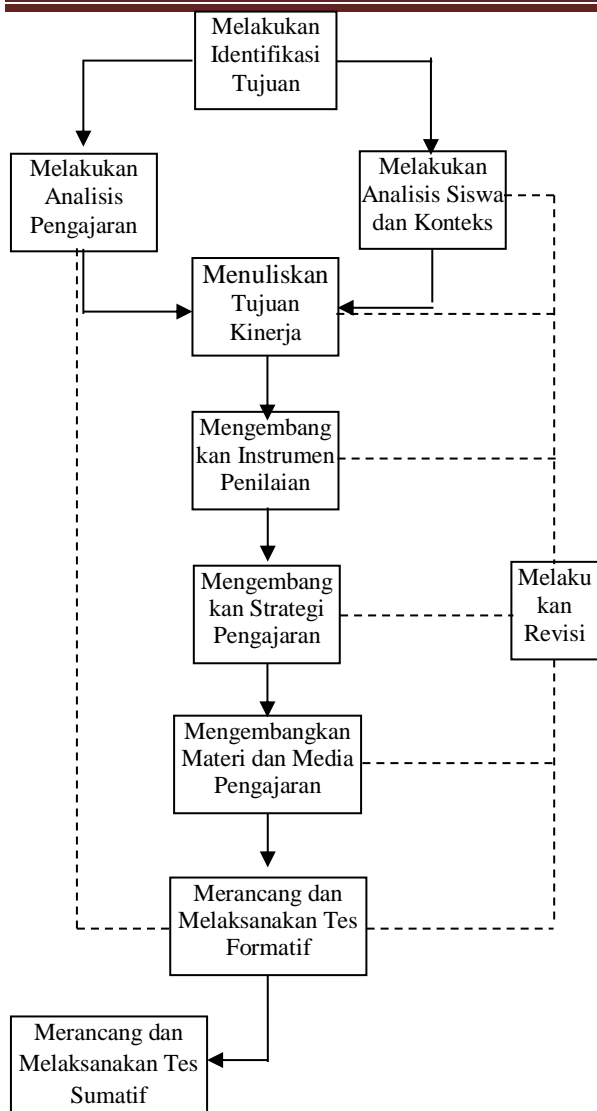 Melakukan
Identifikasi
Tujuan
Melakukan
Analisis
Pengajaran
Melakukan
Analisis Siswa
dan Konteks
Menuliskan
Tujuan
Kinerja
Mengembang
kan Instrumen
Penilaian
Mengembang
kan Strategi
Pengajaran
Melaku
kan
Revisi
Mengembangkan
Materi dan Media
Pengajaran
Merancang dan
Melaksanakan Tes
Formatif
Merancang dan
Melaksanakan Tes
Sumatif